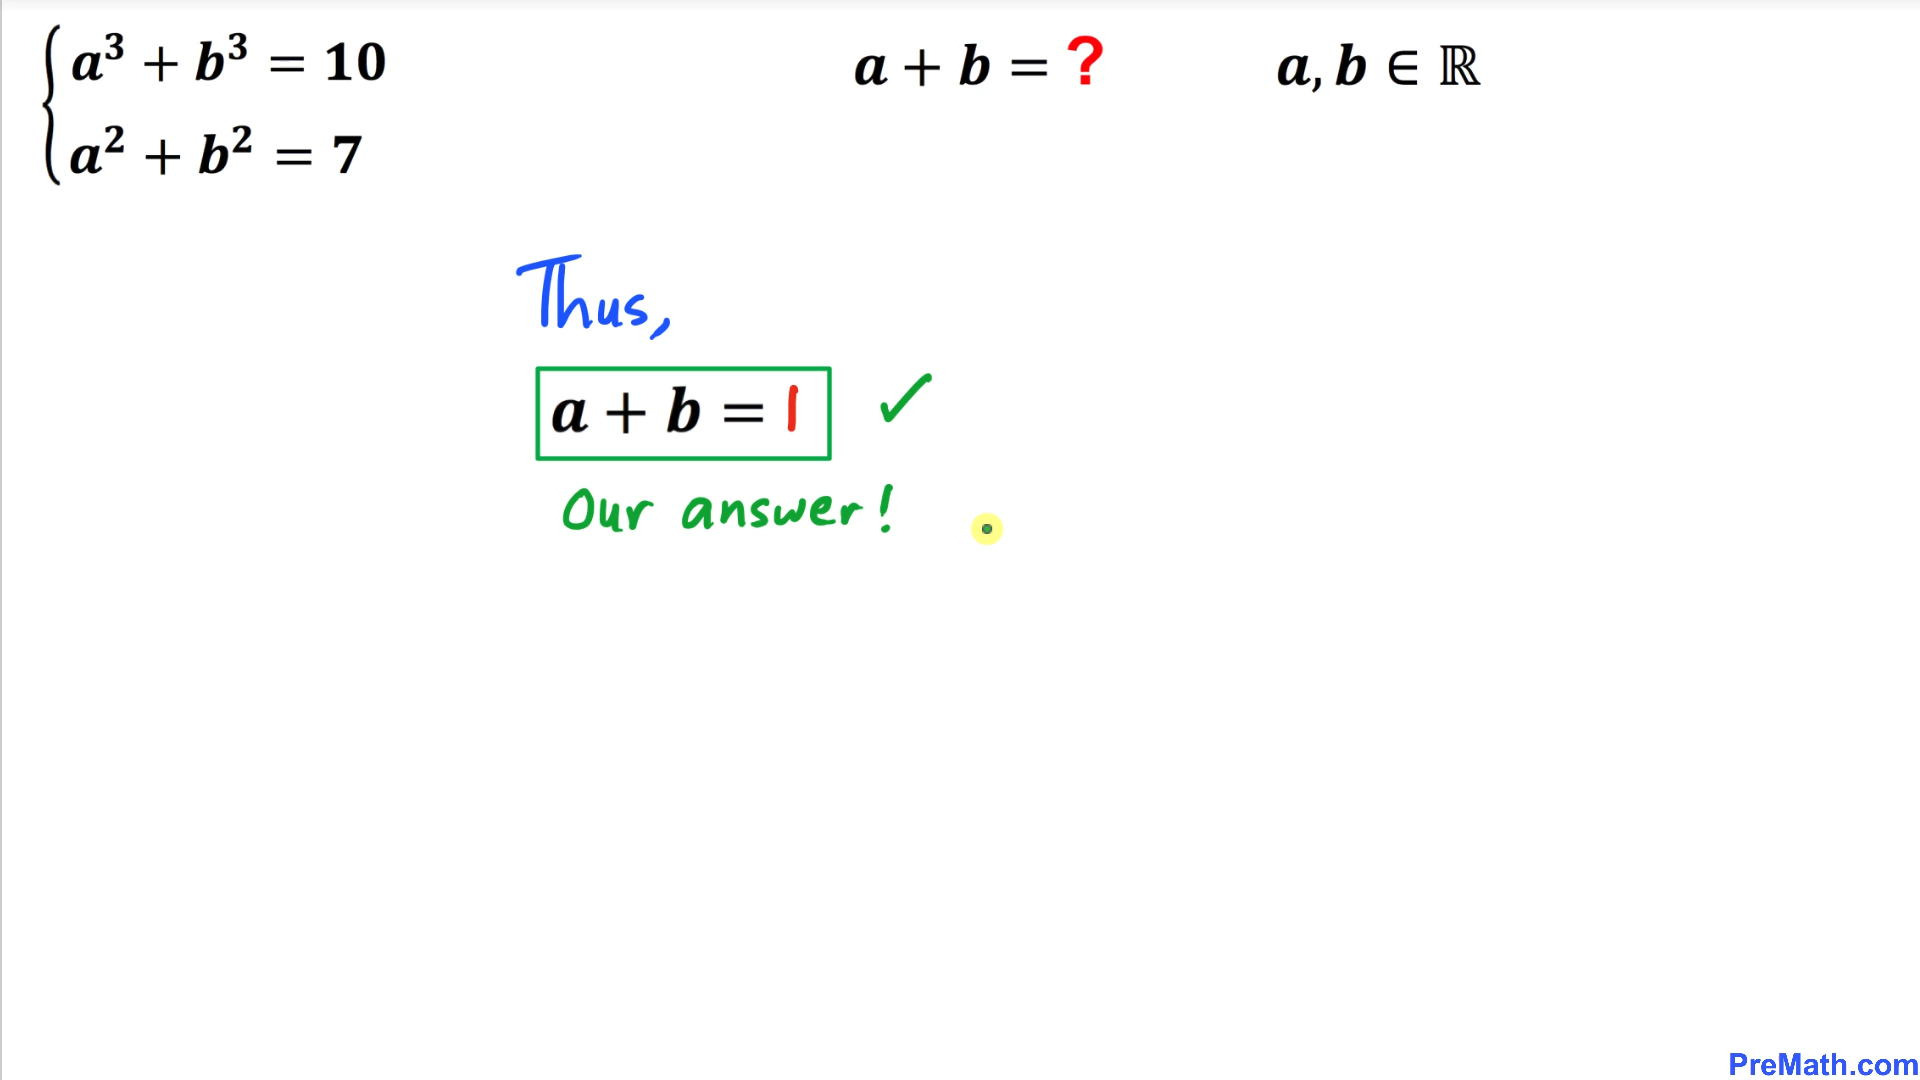 a³ + b³ = 10
a² + b² = 7
a + b = ?
a, b ∈ ℝ
Thus,
a + b = 1 ✓
Our answer!
PreMath.com